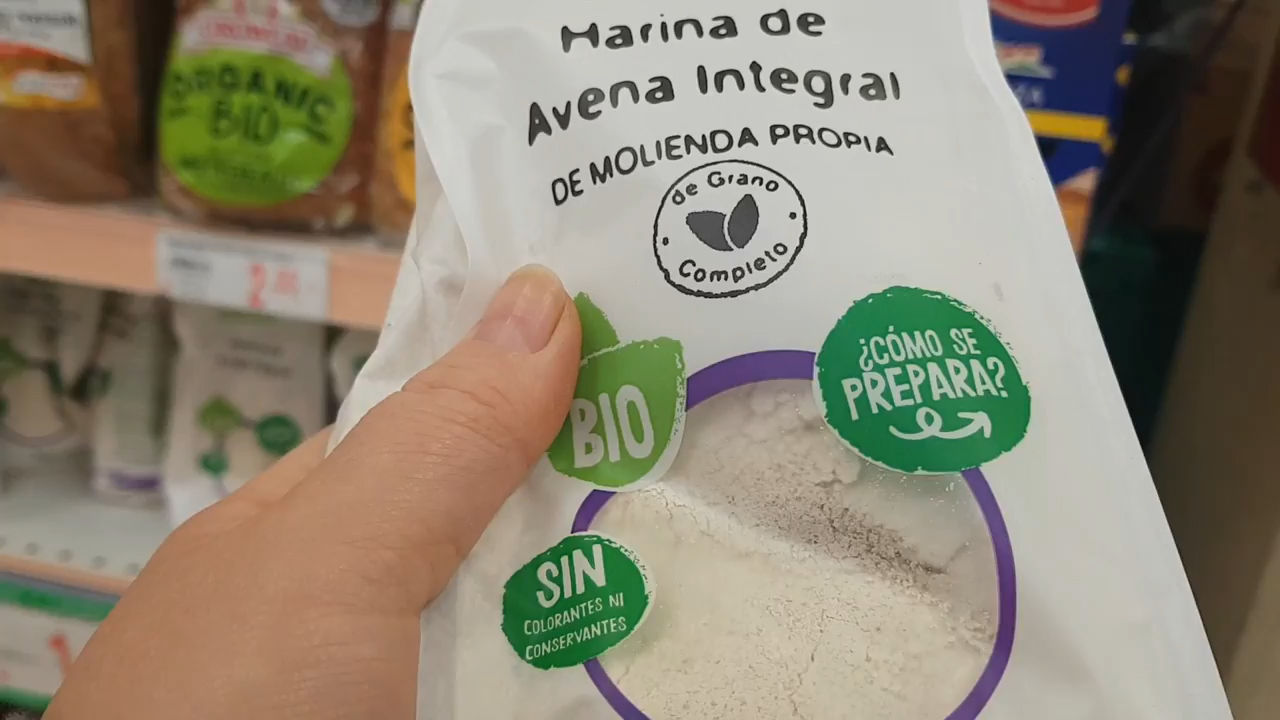 Harina de
Avena Integral
DE MOLIENDA PROPIA
de Grano
Completo
¿CÓMO SE
PREPARA?
BIO
SIN
COLORANTES NI
CONSERVANTES
ORGANIC
BIO